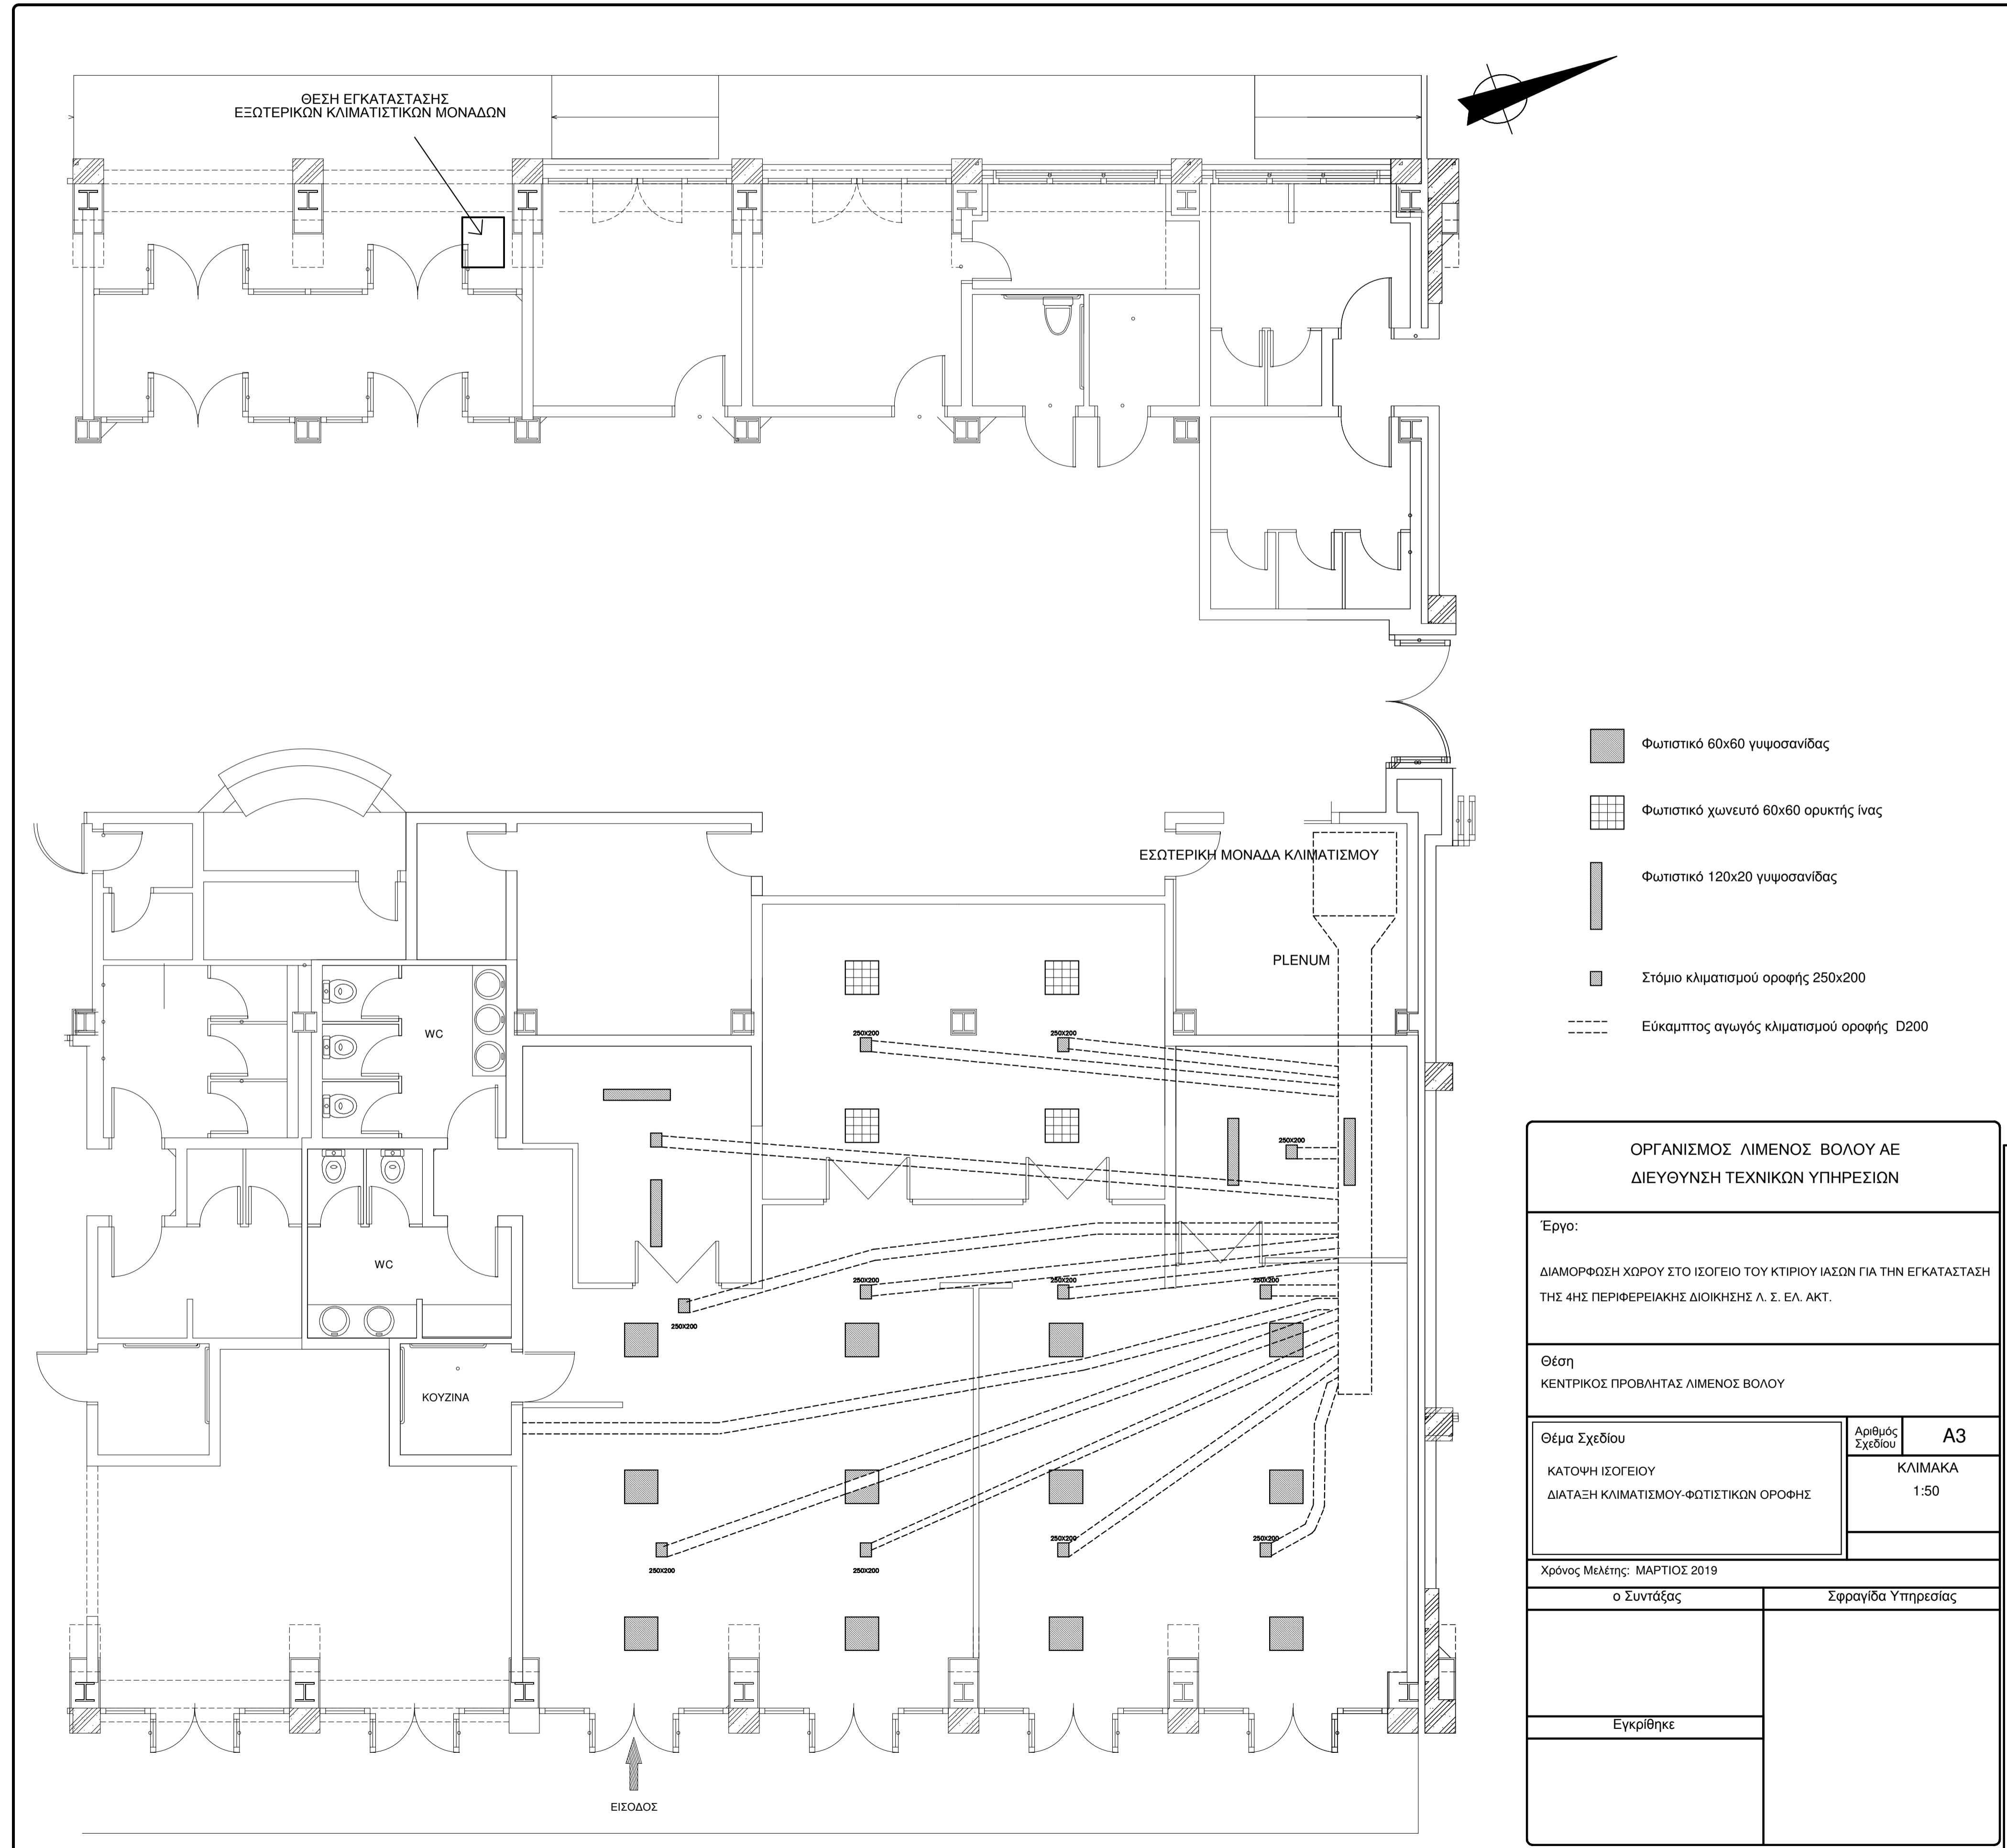 ΘΕΣΗ ΕΓΚΑΤΑΣΤΑΣΗΣ
ΕΞΩΤΕΡΙΚΩΝ ΚΛΙΜΑΤΙΣΤΙΚΩΝ ΜΟΝΑΔΩΝ
Φωτιστικό 60x60 γυψοσανίδας
Φωτιστικό χωνευτό 60x60 ορυκτής ίνας
Φωτιστικό 120x20 γυψοσανίδας
Στόμιο κλιματισμού οροφής 250x200
Εύκαμπτος αγωγός κλιματισμού οροφής D200
ΕΣΩΤΕΡΙΚΗ ΜΟΝΑΔΑ ΚΛΙΜΑΤΙΣΜΟΥ
PLENUM
WC
250X200
250X200
250X200
WC
250X200
250X200
250X200
250X200
ΚΟΥΖΙΝΑ
250X200
250X200
250X200
250X200
ΕΙΣΟΔΟΣ
ΟΡΓΑΝΙΣΜΟΣ ΛΙΜΕΝΟΣ ΒΟΛΟΥ ΑΕ
ΔΙΕΥΘΥΝΣΗ ΤΕΧΝΙΚΩΝ ΥΠΗΡΕΣΙΩΝ
Έργο:
ΔΙΑΜΟΡΦΩΣΗ ΧΩΡΟΥ ΣΤΟ ΙΣΟΓΕΙΟ ΤΟΥ ΚΤΙΡΙΟΥ ΙΑΣΩΝ ΓΙΑ ΤΗΝ ΕΓΚΑΤΑΣΤΑΣΗ
ΤΗΣ 4ΗΣ ΠΕΡΙΦΕΡΕΙΑΚΗΣ ΔΙΟΙΚΗΣΗΣ Λ. Σ. ΕΛ. ΑΚΤ.
Θέση
ΚΕΝΤΡΙΚΟΣ ΠΡΟΒΛΗΤΑΣ ΛΙΜΕΝΟΣ ΒΟΛΟΥ
Θέμα Σχεδίου
ΚΑΤΟΨΗ ΙΣΟΓΕΙΟΥ
ΔΙΑΤΑΞΗ ΚΛΙΜΑΤΙΣΜΟΥ-ΦΩΤΙΣΤΙΚΩΝ ΟΡΟΦΗΣ
Αριθμός
Σχεδίου
Α3
ΚΛΙΜΑΚΑ
1:50
Χρόνος Μελέτης: ΜΑΡΤΙΟΣ 2019
ο Συντάξας
Σφραγίδα Υπηρεσίας
Εγκρίθηκε